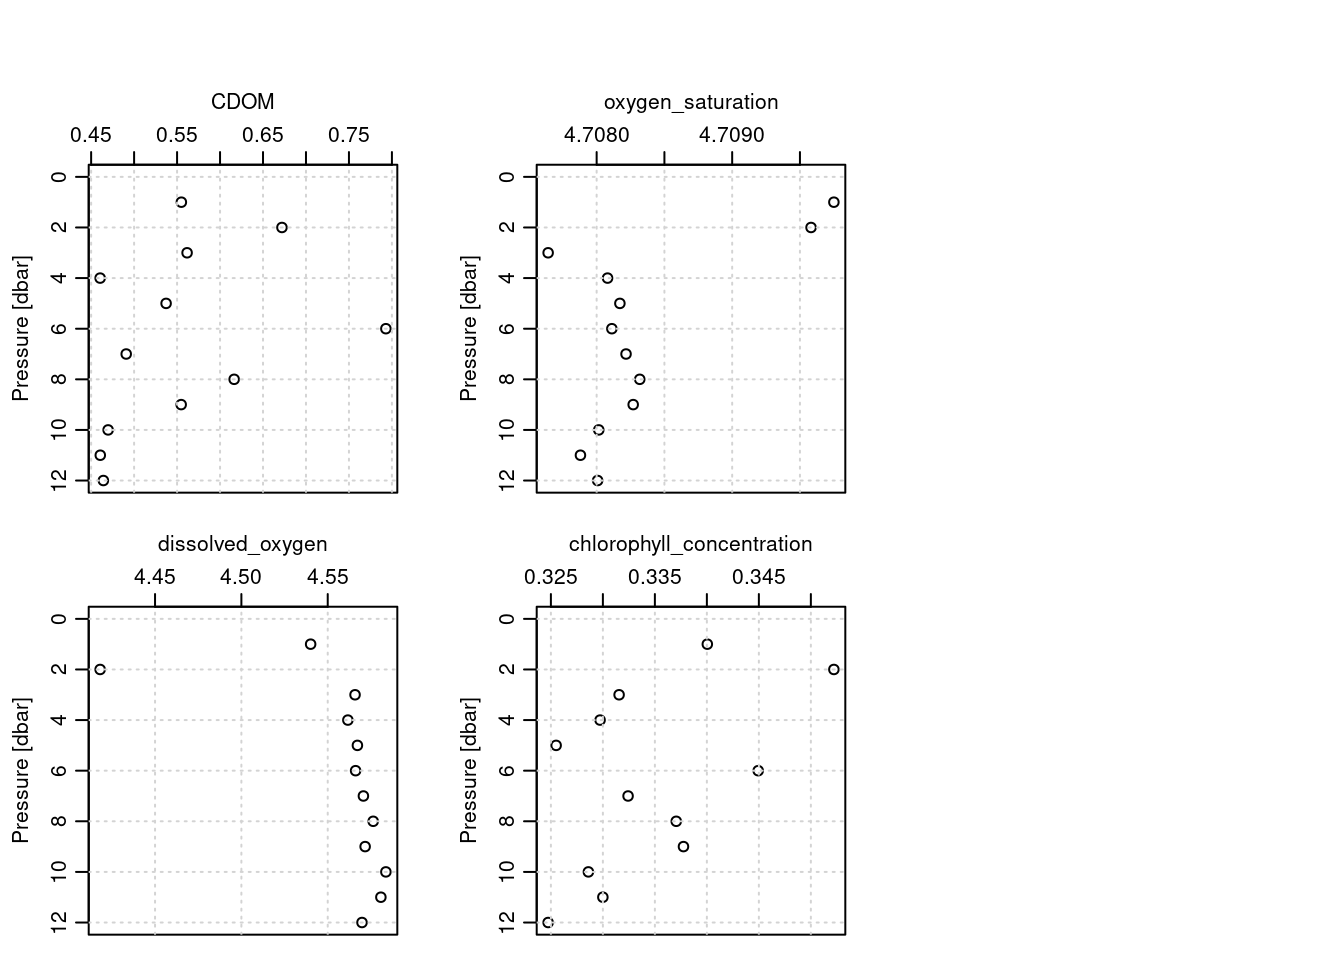 CDOM
0.45 0.55 0.65 0.75
Pressure [dbar]
0
2
4
6
8
10
12
oxygen_saturation
4.7080 4.7090
Pressure [dbar]
0
2
4
6
8
10
12
dissolved_oxygen
4.45 4.50 4.55
Pressure [dbar]
0
2
4
6
8
10
12
chlorophyll_concentration
0.325 0.335 0.345
Pressure [dbar]
0
2
4
6
8
10
12